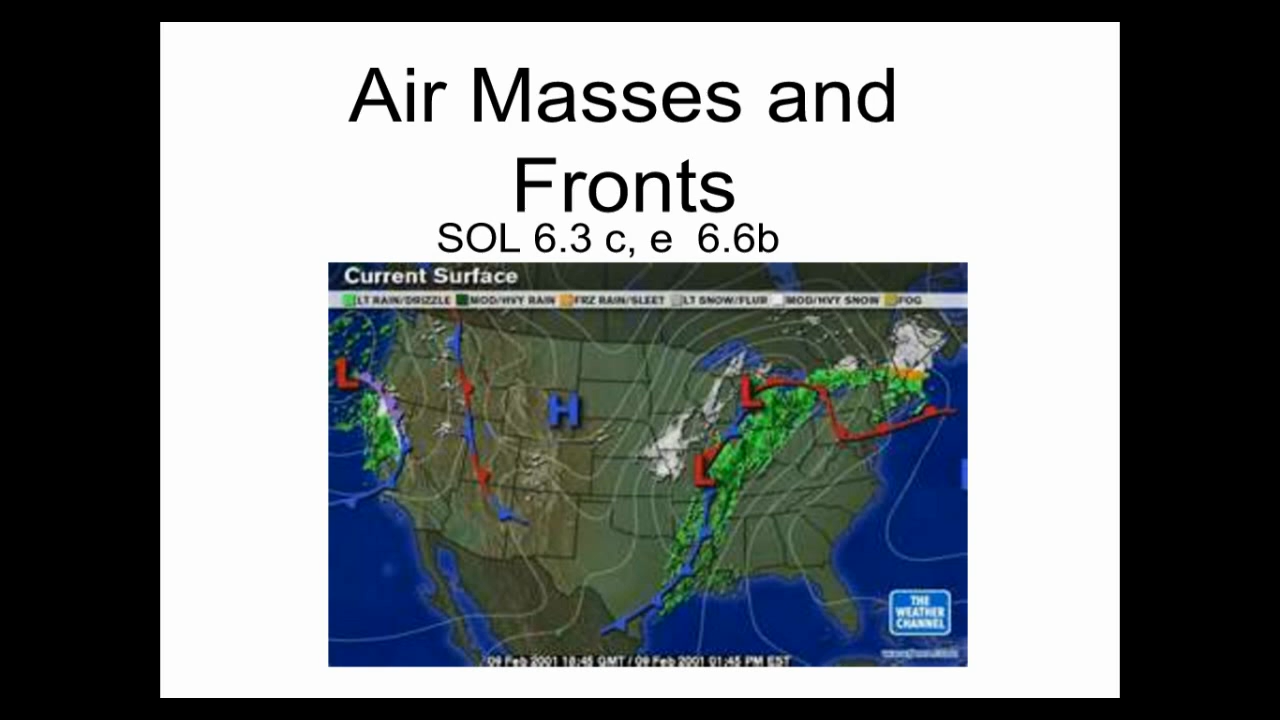 Air Masses and
Fronts
SOL 6.3 c, e  6.6b
Current Surface
LT RAIN/DRIZZLE MOD/HVY RAIN FRZ RAIN/SLEET LT SNOW/FLUR MOD/HVY SNOW FOG
L
H
L
L
THE
WEATHER
CHANNEL
09 Feb 2001 18:45 GMT / 09 Feb 2001 01:45 PM EST